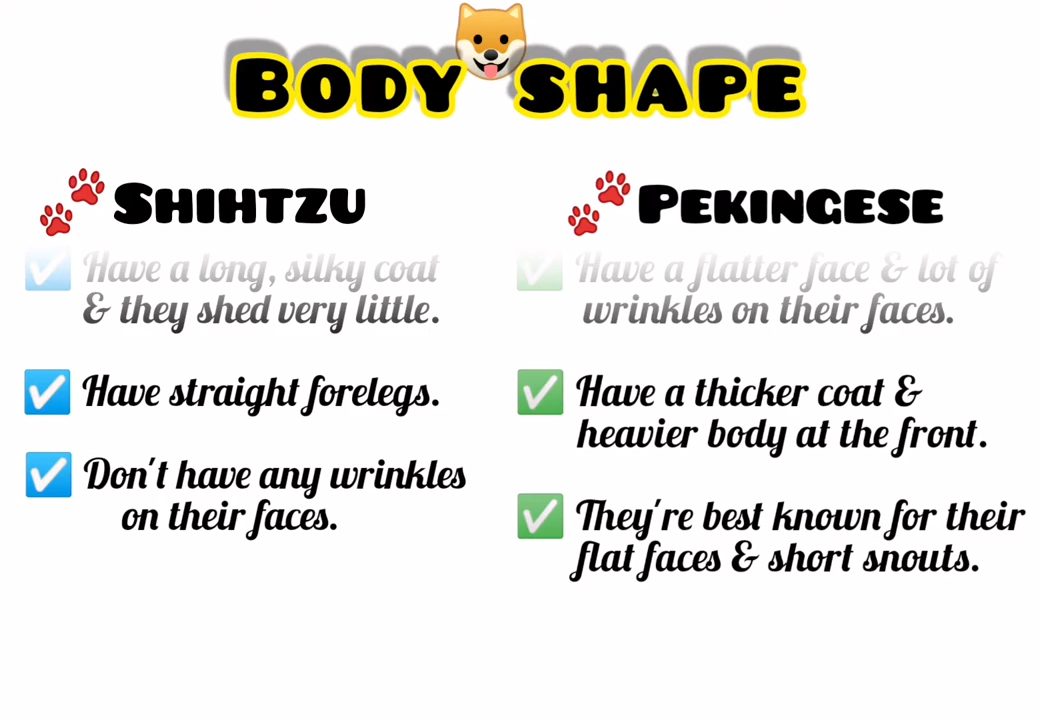 Body shape
Shihtzu
Have a long, silky coat
& they shed very little.
Have straight forelegs.
Don't have any wrinkles
on their faces.
Pekingese
Have a flatter face & lot of
wrinkles on their faces.
Have a thicker coat &
heavier body at the front.
They're best known for their
flat faces & short snouts.